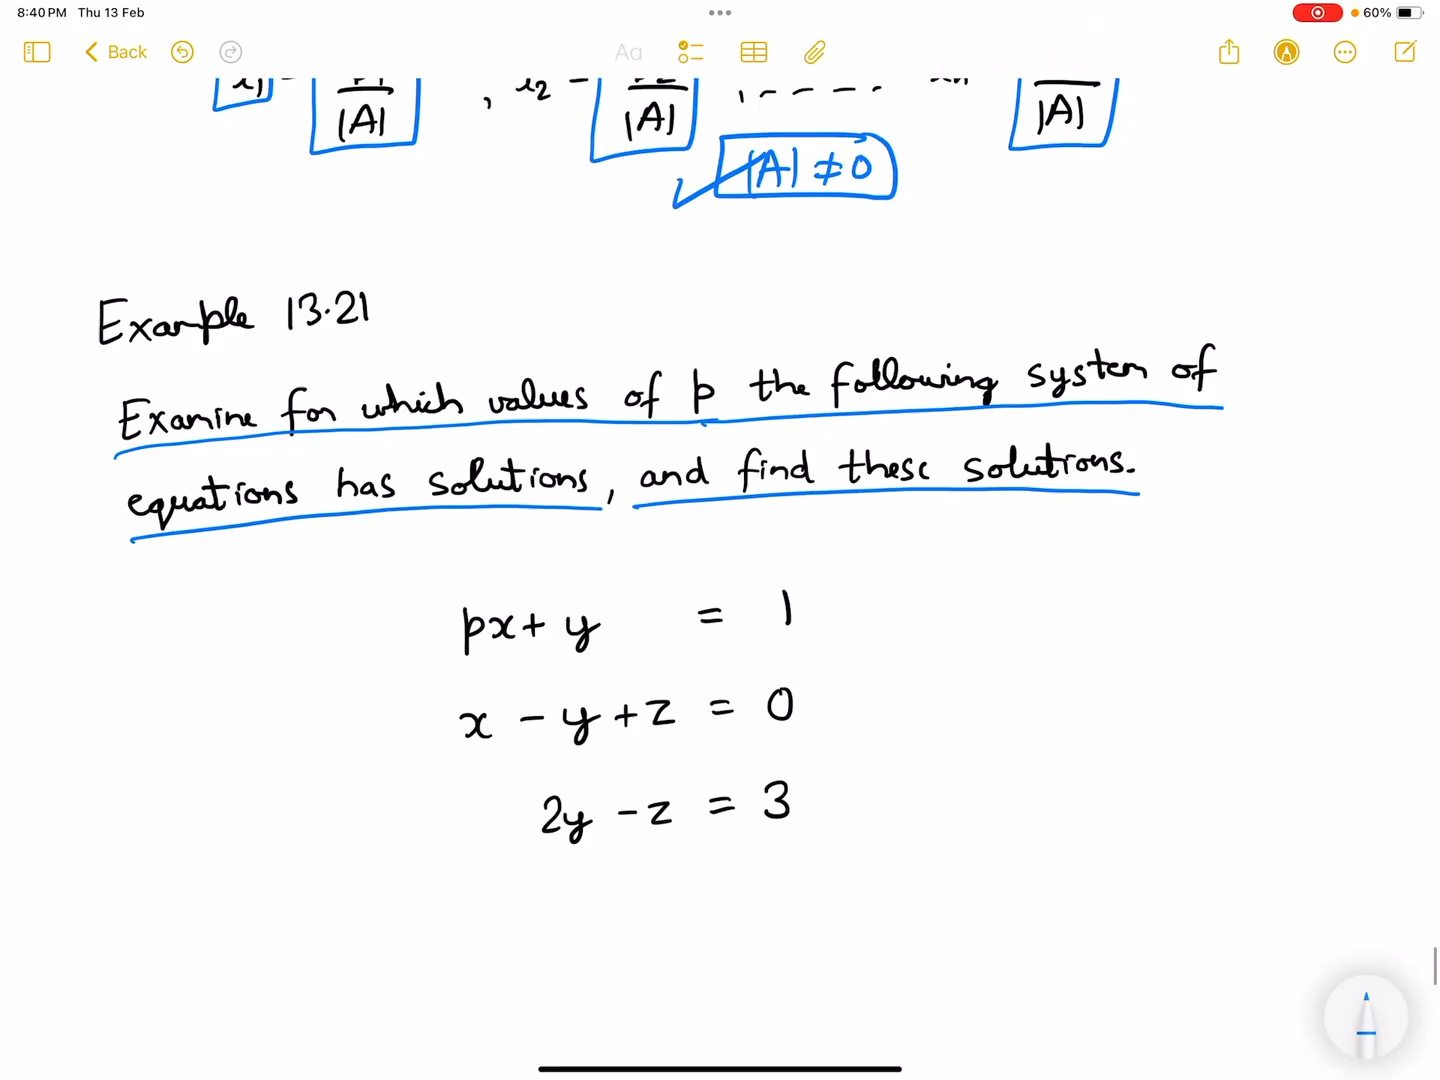 8:40 PM Thu 13 Feb
60%
Back
Aa
, x₂ =
|A| |A| , - - - - - |A|
|A| ≠ 0
Example 13.21
Examine for which values of p the following system of
equations has solutions, and find these solutions.
px + y = 1
x - y + z = 0
2y - z = 3